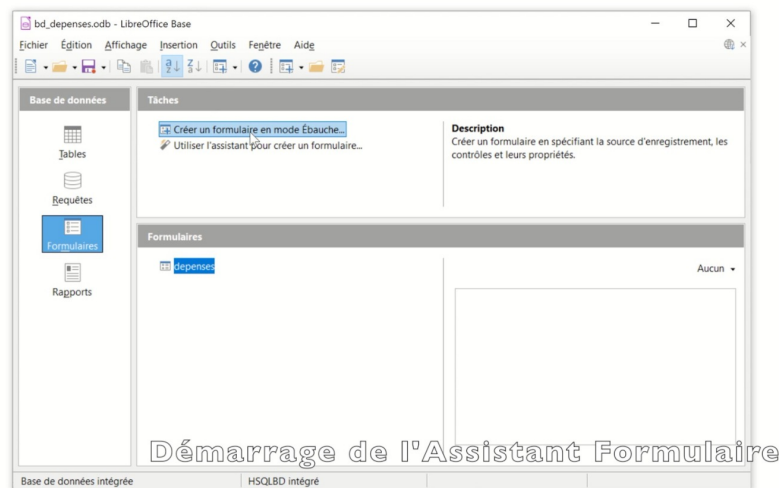 bd_depenses.odb - LibreOffice Base
Fichier Édition Affichage Insertion Outils Fenêtre Aide
Base de données
Tâches
Tables
Requêtes
Formulaires
Rapports
Créer un formulaire en mode Ébauche...
Utiliser l'assistant pour créer un formulaire...
Description
Créer un formulaire en spécifiant la source d'enregistrement, les
contrôles et leurs propriétés.
Formulaires
depenses
Aucun
Démarrage de l'Assistant Formulaire
Base de données intégrée
HSQLBD intégré